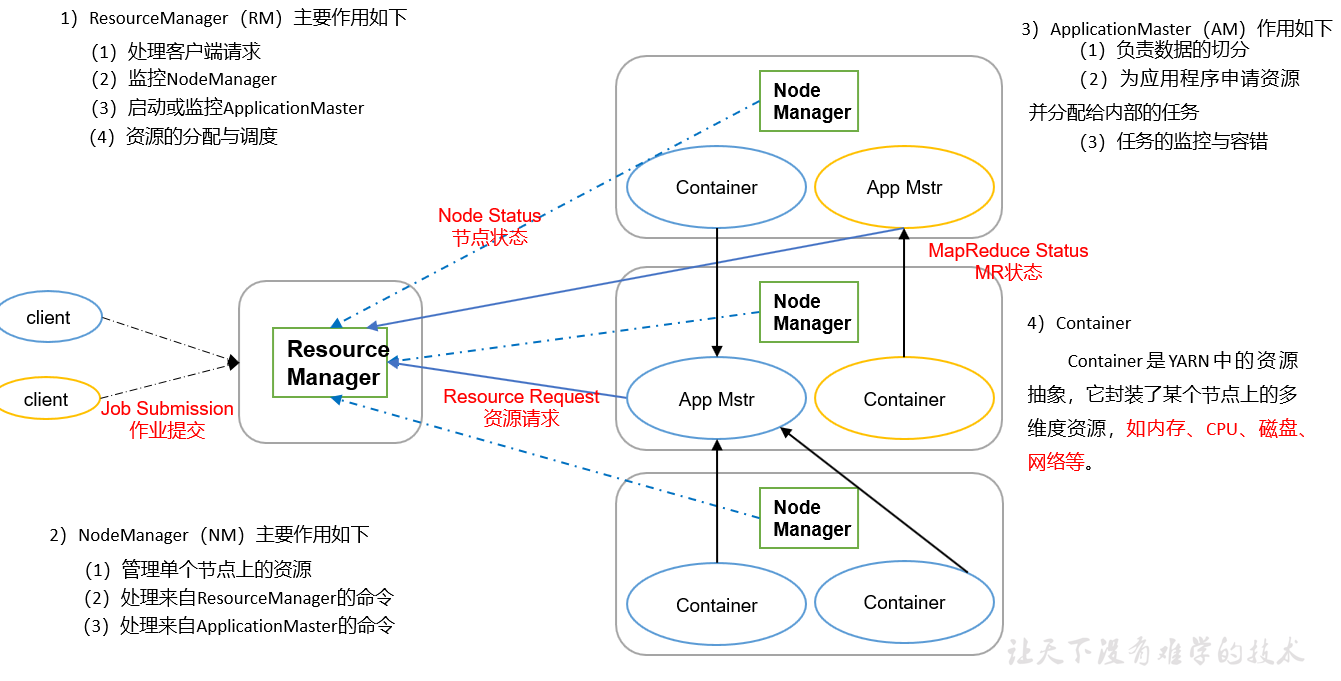 1）ResourceManager（RM）主要作用如下
（1）处理客户端请求
（2）监控NodeManager
（3）启动或监控ApplicationMaster
（4）资源的分配与调度
3）ApplicationMaster（AM）作用如下
（1）负责数据的切分
（2）为应用程序申请资源
并分配给内部的任务
（3）任务的监控与容错
Node
Manager
Container
App Mstr
Node Status
节点状态
MapReduce Status
MR状态
client
client
Job Submission
作业提交
Resource
Manager
Resource Request
资源请求
Node
Manager
App Mstr
Container
4）Container
Container是YARN中的资源
抽象，它封装了某个节点上的多
维度资源，如内存、CPU、磁盘、
网络等。
2）NodeManager（NM）主要作用如下
（1）管理单个节点上的资源
（2）处理来自ResourceManager的命令
（3）处理来自ApplicationMaster的命令
Node
Manager
Container
Container
让天下没有难学的技术